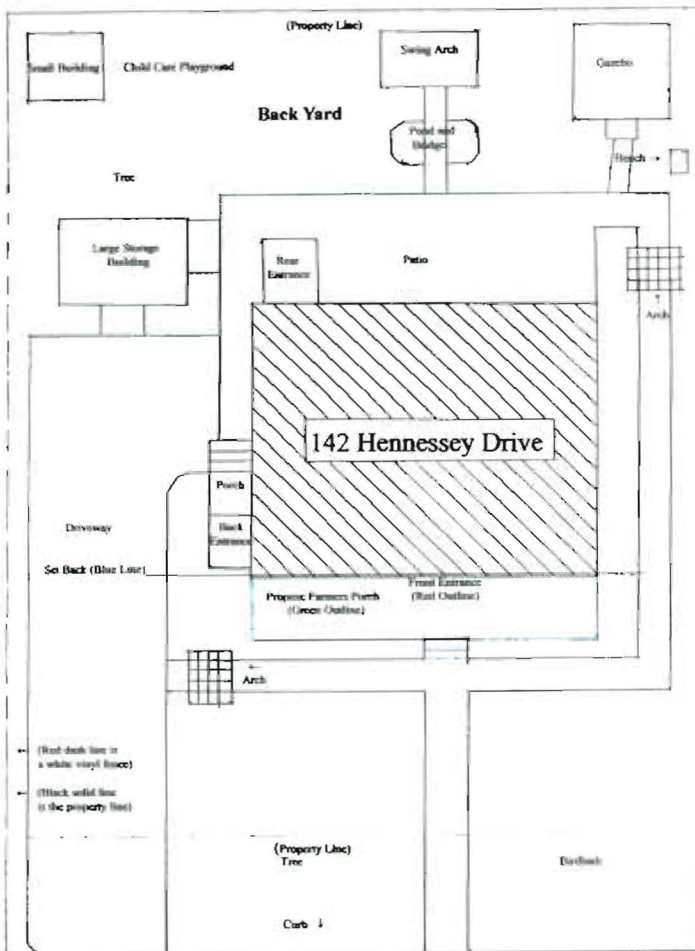 (Property Line)
Small Building
Child Care Playground
Swing Arch
Gazebo
Back Yard
Pond and
Bridge
Bench →
Tree
Large Storage
Building
Rear
Entrance
Patio
↑
Arch
142 Hennessey Drive
Porch
Driveway
Back
Entrance
Set Back (Blue Line)
Propose Farmers Porch
(Green Outline)
Front Entrance
(Red Outline)
←
Arch
← (Red dash line is
a white vinyl fence)
← (Black solid line
is the property line)
(Property Line)
Tree
Birdbath
Curb ↓